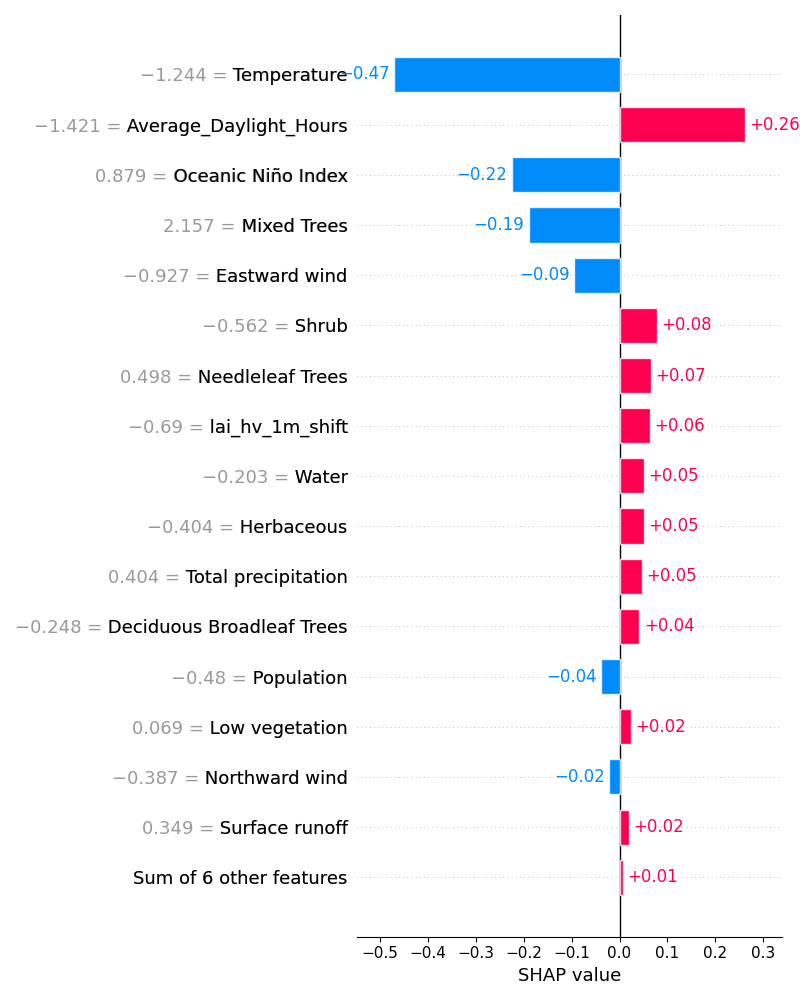 −1.244 = Temperature −0.47
−1.421 = Average_Daylight_Hours +0.26
0.879 = Oceanic Niño Index −0.22
2.157 = Mixed Trees −0.19
−0.927 = Eastward wind −0.09
−0.562 = Shrub +0.08
0.498 = Needleleaf Trees +0.07
−0.69 = lai_hv_1m_shift +0.06
−0.203 = Water +0.05
−0.404 = Herbaceous +0.05
0.404 = Total precipitation +0.05
−0.248 = Deciduous Broadleaf Trees +0.04
−0.48 = Population −0.04
0.069 = Low vegetation +0.02
−0.387 = Northward wind −0.02
0.349 = Surface runoff +0.02
Sum of 6 other features +0.01
−0.5 −0.4 −0.3 −0.2 −0.1 0.0 0.1 0.2 0.3
SHAP value